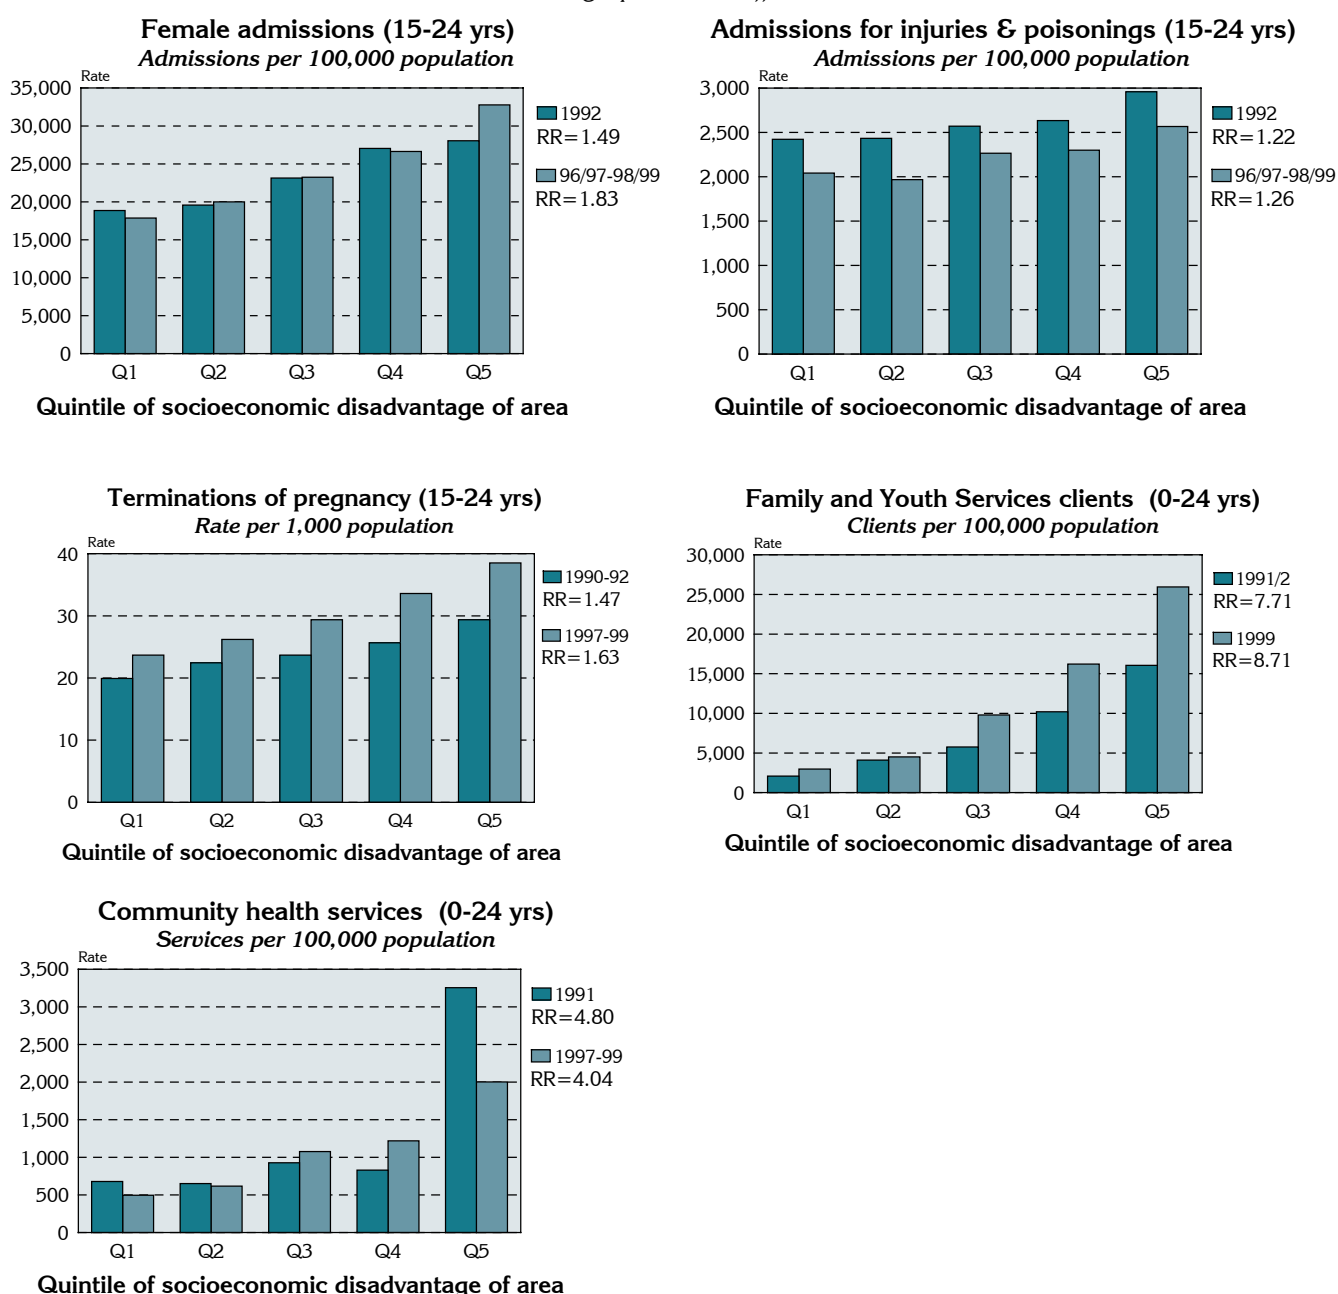 Female admissions (15-24 yrs)
Admissions per 100,000 population
Rate
35,000
30,000
25,000
20,000
15,000
10,000
5,000
0
Q1 Q2 Q3 Q4 Q5
1992
RR=1.49
96/97-98/99
RR=1.83
Quintile of socioeconomic disadvantage of area
Admissions for injuries & poisonings (15-24 yrs)
Admissions per 100,000 population
Rate
3,000
2,500
2,000
1,500
1,000
500
0
Q1 Q2 Q3 Q4 Q5
1992
RR=1.22
96/97-98/99
RR=1.26
Quintile of socioeconomic disadvantage of area
Terminations of pregnancy (15-24 yrs)
Rate per 1,000 population
Rate
40
30
20
10
0
Q1 Q2 Q3 Q4 Q5
1990-92
RR=1.47
1997-99
RR=1.63
Quintile of socioeconomic disadvantage of area
Family and Youth Services clients (0-24 yrs)
Clients per 100,000 population
Rate
30,000
25,000
20,000
15,000
10,000
5,000
0
Q1 Q2 Q3 Q4 Q5
1991/2
RR=7.71
1999
RR=8.71
Quintile of socioeconomic disadvantage of area
Community health services (0-24 yrs)
Services per 100,000 population
Rate
3,500
3,000
2,500
2,000
1,500
1,000
500
0
Q1 Q2 Q3 Q4 Q5
1991
RR=4.80
1997-99
RR=4.04
Quintile of socioeconomic disadvantage of area